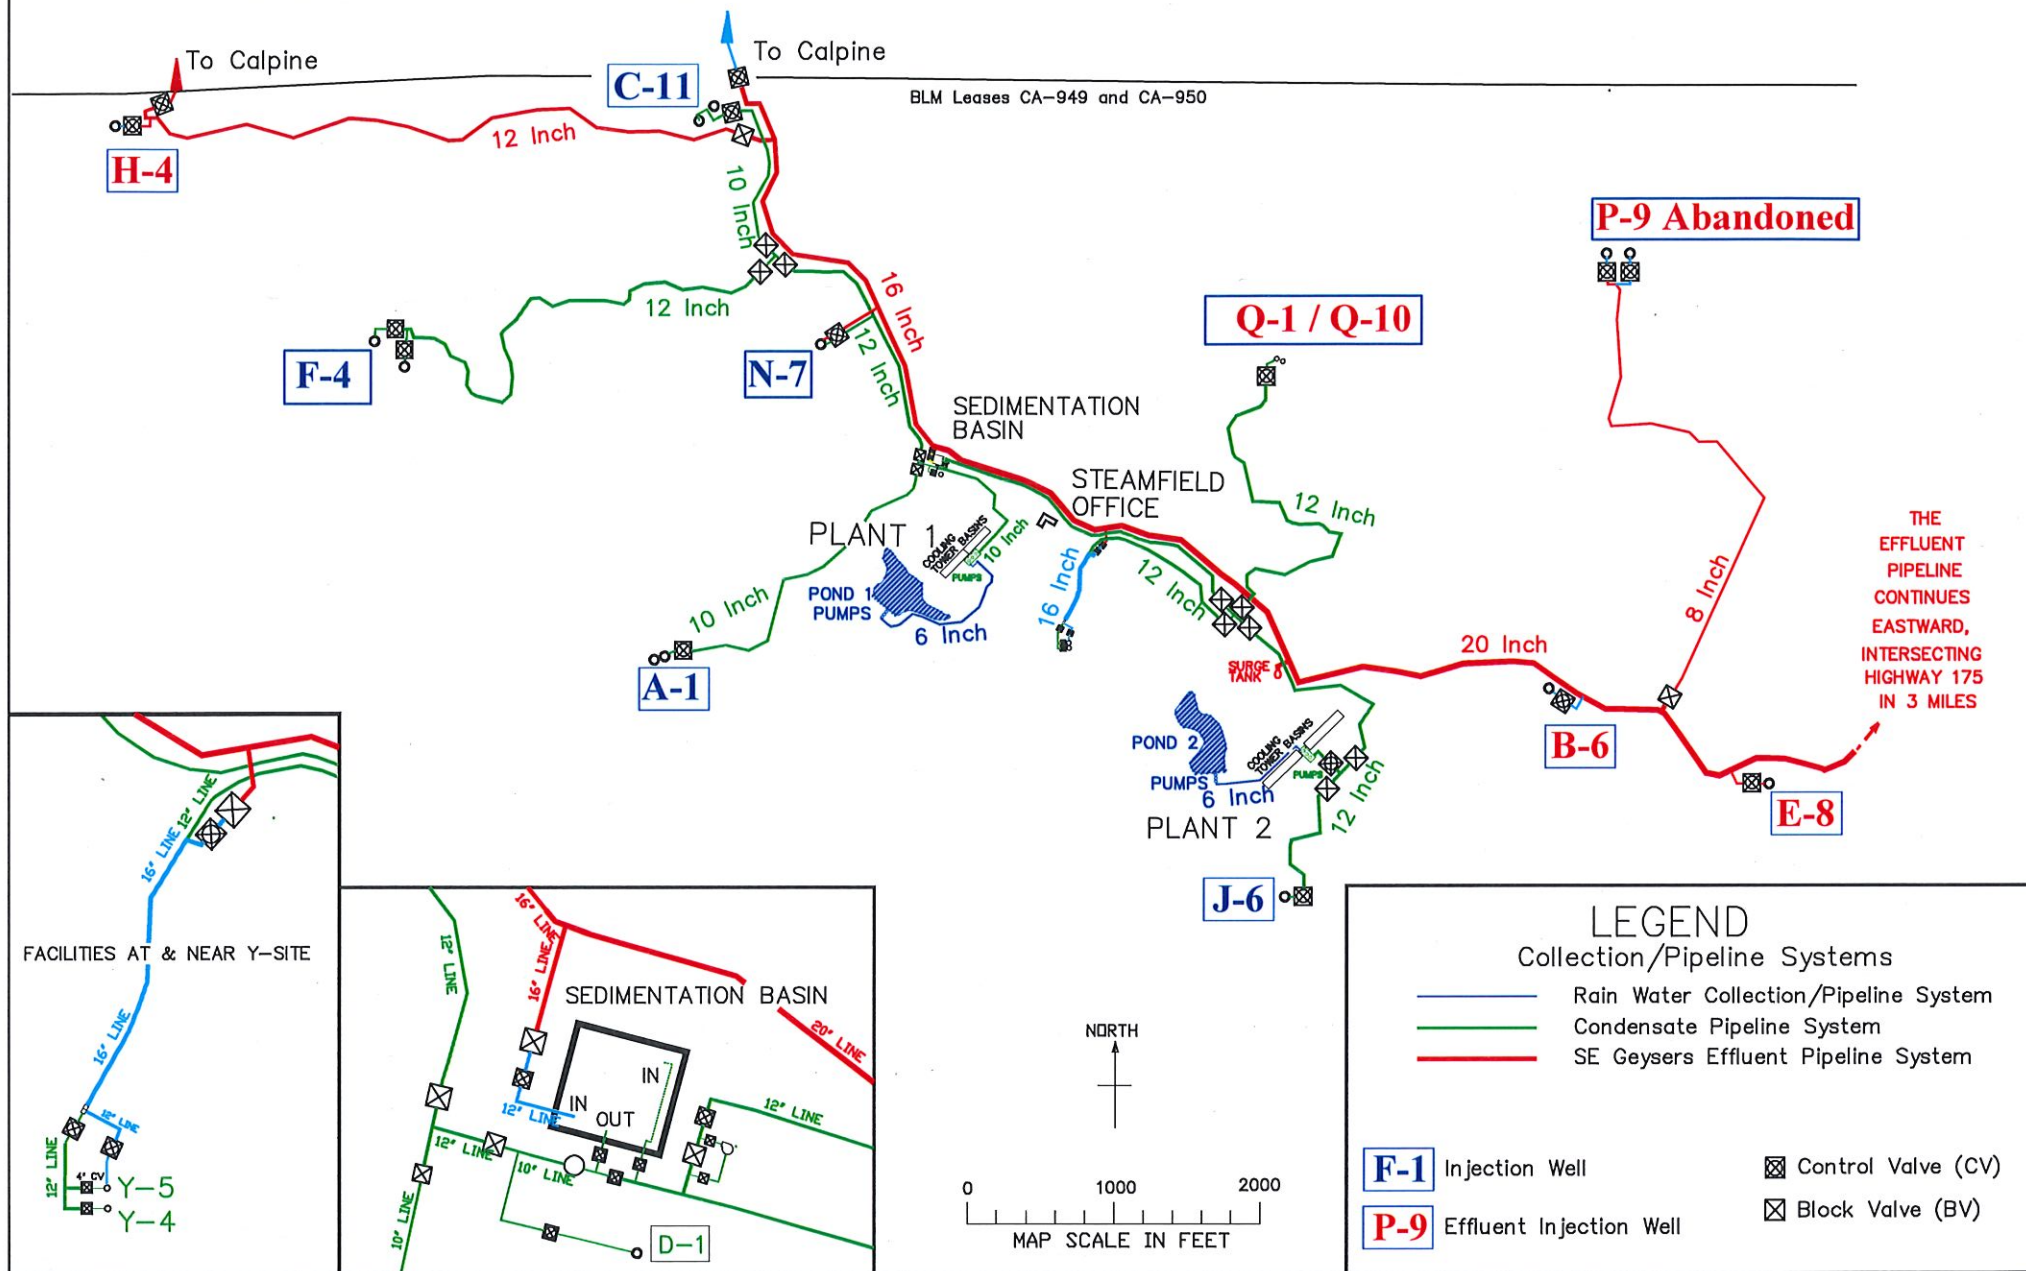 To Calpine
To Calpine
C-11
BLM Leases CA-949 and CA-950
12 Inch
H-4
10 Inch
P-9 Abandoned
16 Inch
12 Inch
Q-1 / Q-10
F-4
N-7
12 Inch
SEDIMENTATION
BASIN
STEAMFIELD
OFFICE
12 Inch
PLANT 1
COOLING
TOWER BASINS
10 Inch
PUMPS
THE
EFFLUENT
PIPELINE
CONTINUES
EASTWARD,
INTERSECTING
HIGHWAY 175
IN 3 MILES
POND 1
PUMPS
6 Inch
16 Inch
12 Inch
8 Inch
10 Inch
A-1
20 Inch
SURGE
TANK
B-6
POND 2
PUMPS
COOLING
TOWER BASINS
PUMPS
6 Inch
12 Inch
PLANT 2
E-8
J-6
12" LINE
16" LINE
FACILITIES AT & NEAR Y-SITE
16" LINE
12" LINE
12" LINE
4" CV
Y-5
Y-4
16" LINE
12" LINE
16" LINE
SEDIMENTATION BASIN
20" LINE
IN
IN
OUT
12" LINE
12" LINE
12" LINE
10" LINE
10" LINE
D-1
NORTH
0 1000 2000
MAP SCALE IN FEET
LEGEND
Collection/Pipeline Systems
Rain Water Collection/Pipeline System
Condensate Pipeline System
SE Geysers Effluent Pipeline System
F-1 Injection Well
Control Valve (CV)
P-9 Effluent Injection Well
Block Valve (BV)